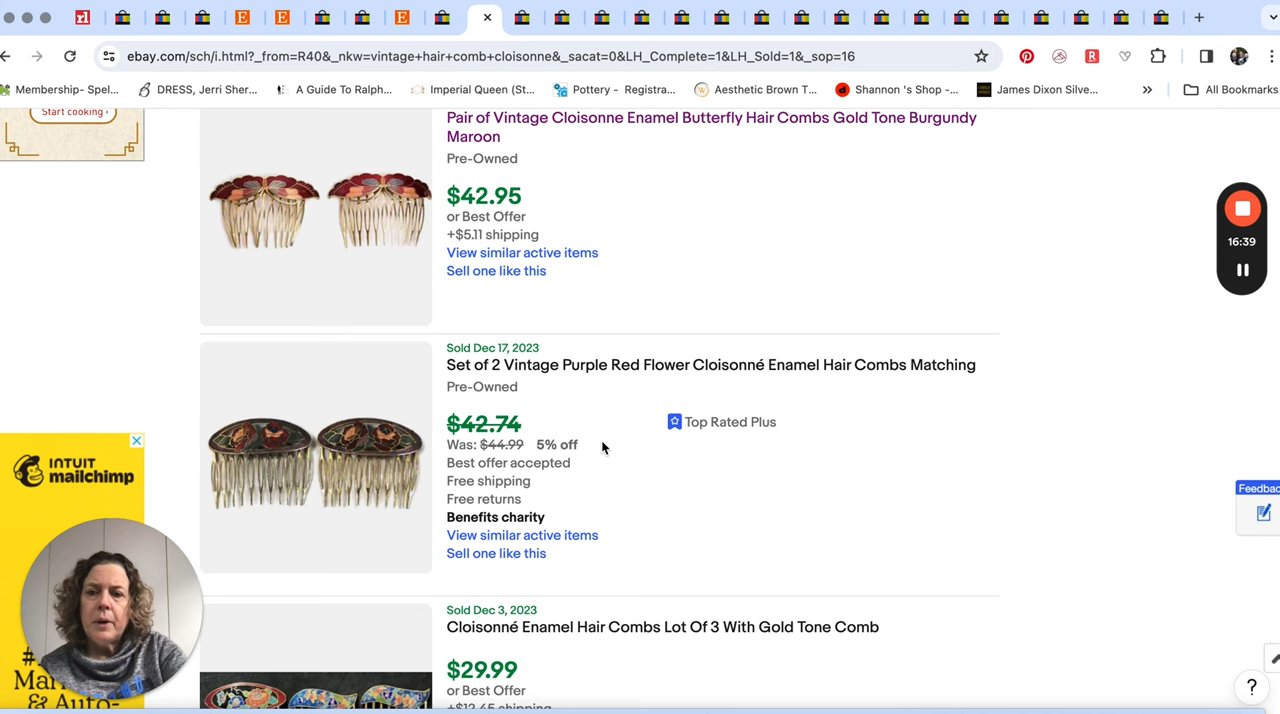 ebay.com/sch/i.html?_from=R40&_nkw=vintage+hair+comb+cloisonne&_sacat=0&LH_Complete=1&LH_Sold=1&_sop=16
Membership- Spel...
DRESS, Jerri Sher...
A Guide To Ralph...
Imperial Queen (St...
Pottery - Registra...
Aesthetic Brown T...
Shannon 's Shop -...
James Dixon Silve...
All Bookmarks
Start cooking ›
Pair of Vintage Cloisonne Enamel Butterfly Hair Combs Gold Tone Burgundy
Maroon
Pre-Owned
$42.95
or Best Offer
+$5.11 shipping
View similar active items
Sell one like this
16:39
Sold Dec 17, 2023
Set of 2 Vintage Purple Red Flower Cloisonné Enamel Hair Combs Matching
Pre-Owned
$42.74
Top Rated Plus
Was: $44.99 5% off
Best offer accepted
Free shipping
Free returns
Benefits charity
View similar active items
Sell one like this
INTUIT
mailchimp
Feedbac
Sold Dec 3, 2023
Cloisonné Enamel Hair Combs Lot Of 3 With Gold Tone Comb
$29.99
or Best Offer
+$12.45 shipping
& Auto-
?